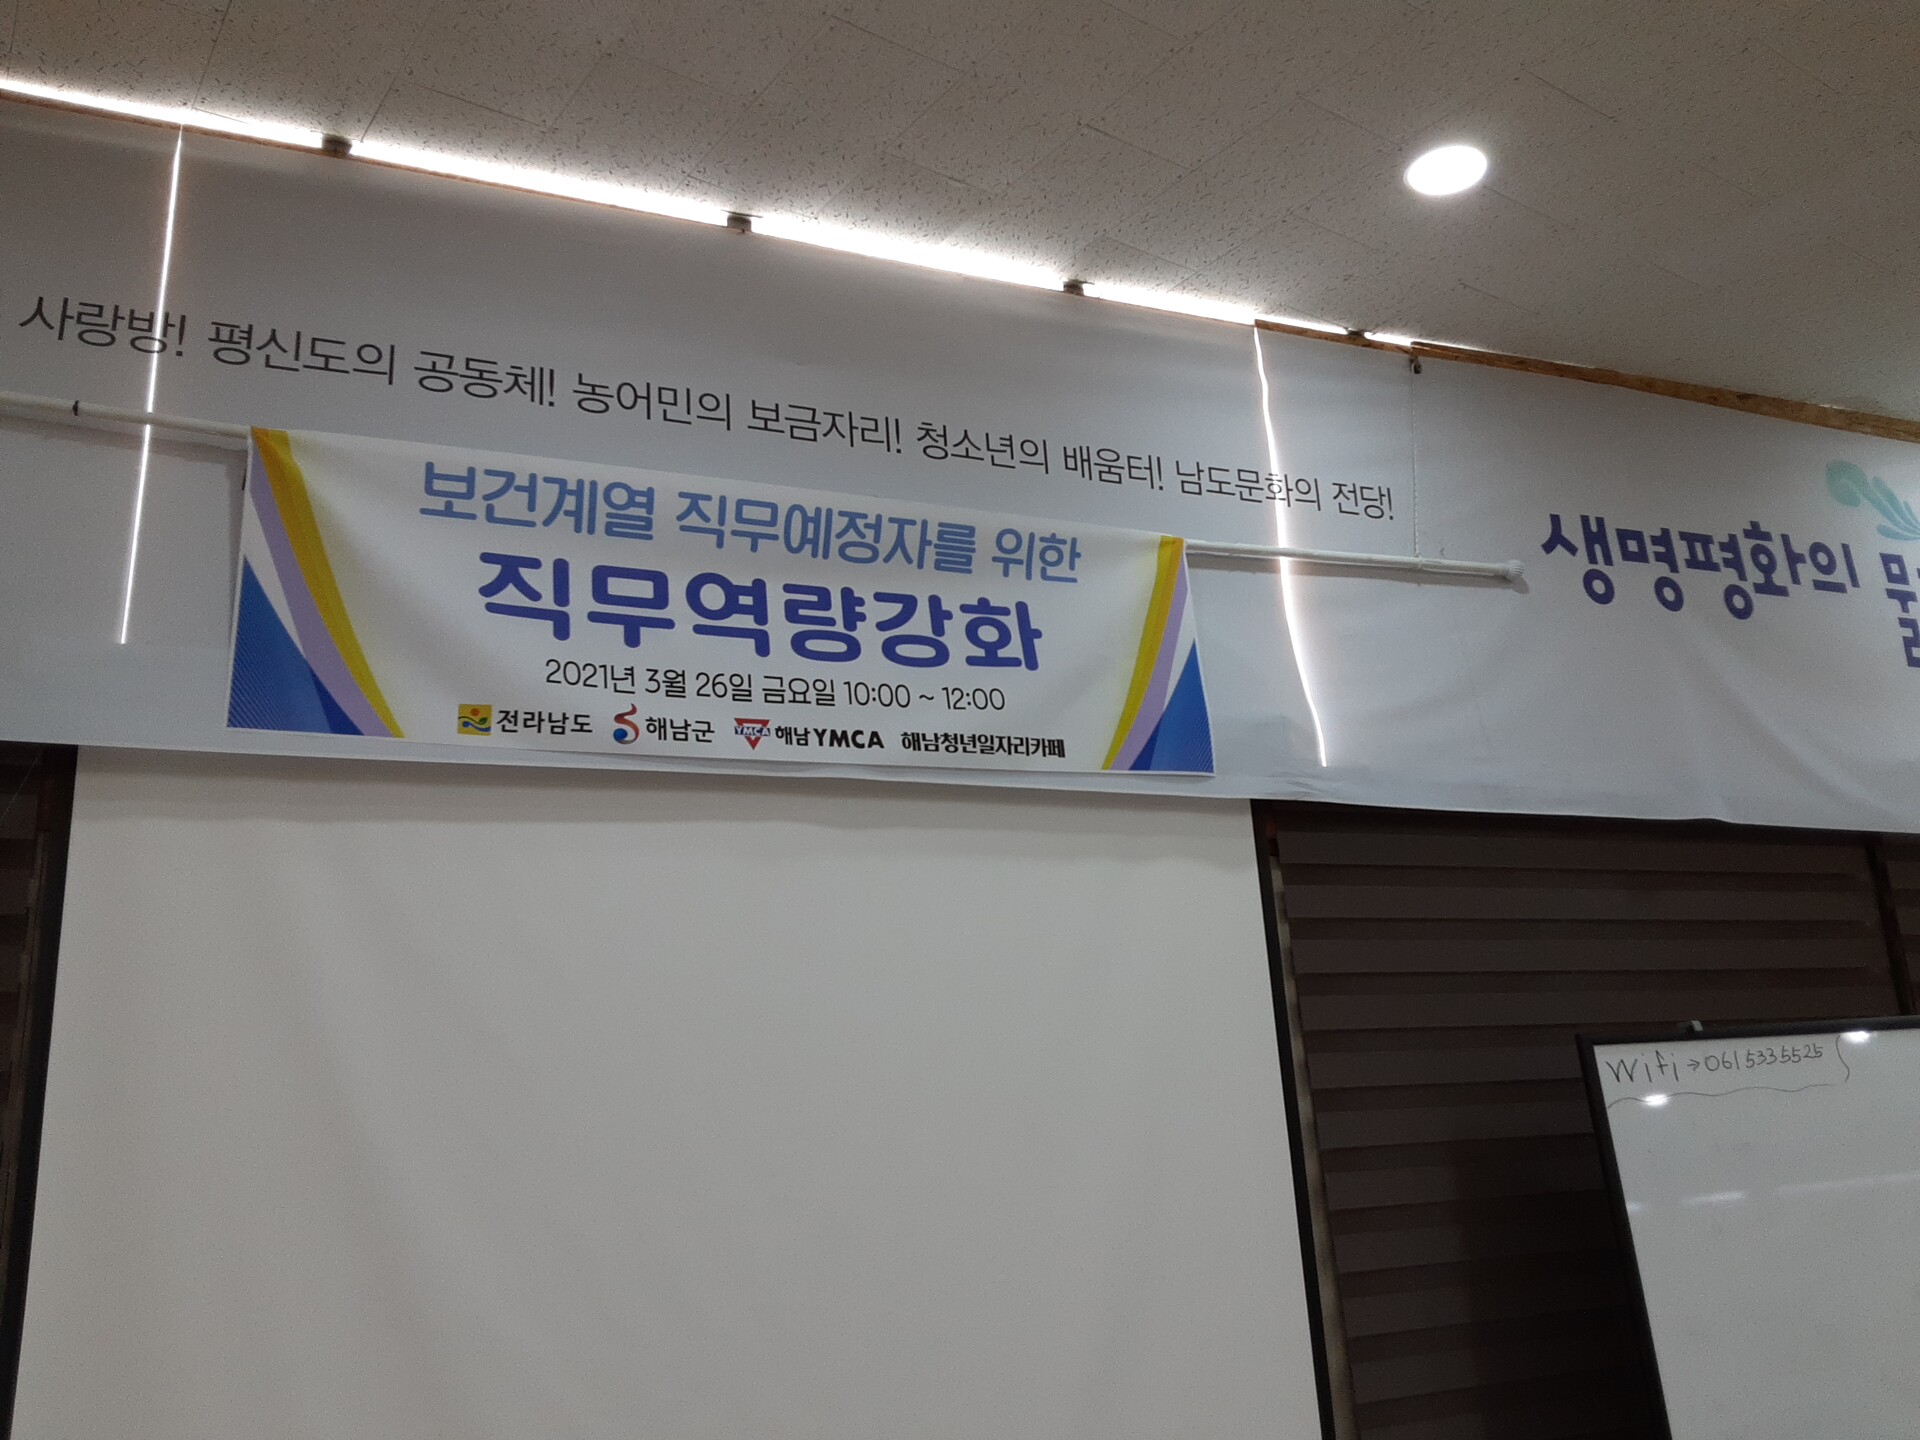 사랑방! 평신도의 공동체! 농어민의 보금자리! 청소년의 배움터! 남도문화의 전당!
보건계열 직무예정자를 위한
직무역량강화
2021년 3월 26일 금요일 10:00 ~ 12:00
전라남도 해남군 YMCA 해남YMCA 해남청년일자리카페
생명평화의
Wifi → 0615335525